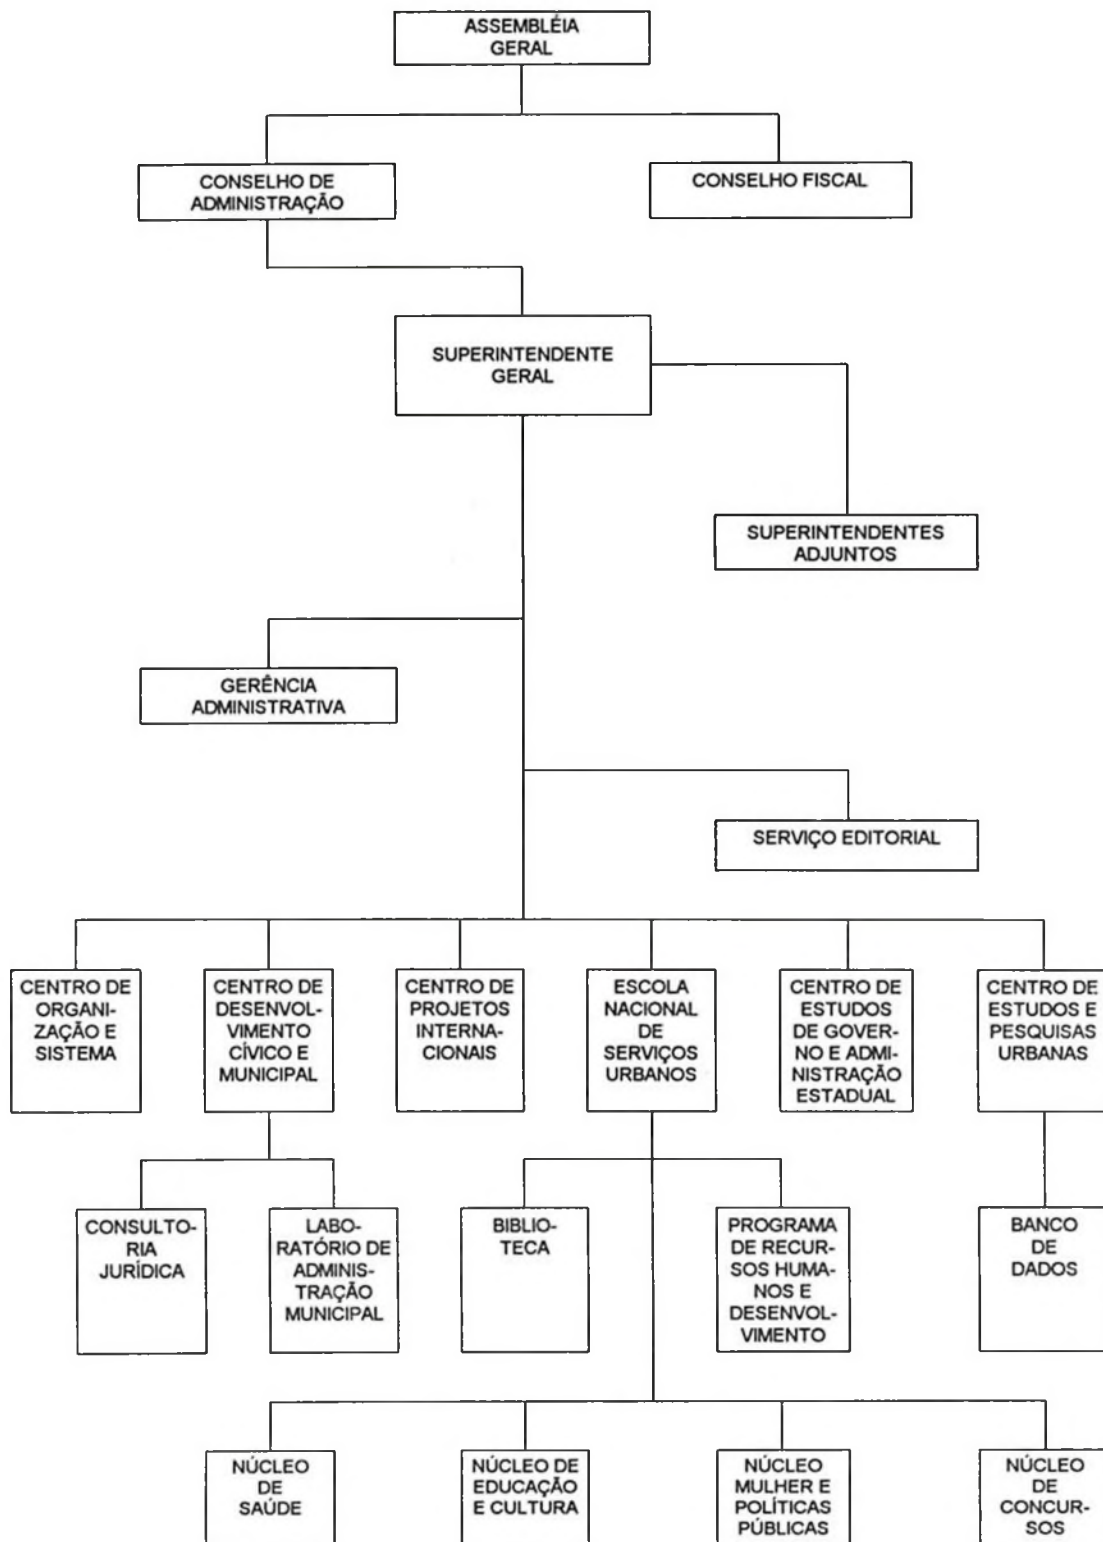 ASSEMBLÉIA
GERAL
CONSELHO DE
ADMINISTRAÇÃO
CONSELHO FISCAL
SUPERINTENDENTE
GERAL
SUPERINTENDENTES
ADJUNTOS
GERÊNCIA
ADMINISTRATIVA
SERVIÇO EDITORIAL
CENTRO DE
ORGANI-
ZAÇÃO E
SISTEMA
CENTRO DE
DESENVOL-
VIMENTO
CÍVICO E
MUNICIPAL
CENTRO DE
PROJETOS
INTERNA-
CIONAIS
ESCOLA
NACIONAL
DE
SERVIÇOS
URBANOS
CENTRO DE
ESTUDOS
DE GOVER-
NO E ADMI-
NISTRAÇÃO
ESTADUAL
CENTRO DE
ESTUDOS E
PESQUISAS
URBANAS
CONSULTO-
RIA
JURÍDICA
LABO-
RATÓRIO DE
ADMINIS-
TRAÇÃO
MUNICIPAL
BIBLIO-
TECA
PROGRAMA
DE RECUR-
SOS HUMA-
NOS E
DESENVOL-
VIMENTO
BANCO
DE
DADOS
NÚCLEO
DE
SAÚDE
NÚCLEO DE
EDUCAÇÃO
E CULTURA
NÚCLEO
MULHER E
POLÍTICAS
PÚBLICAS
NÚCLEO
DE
CONCUR-
SOS